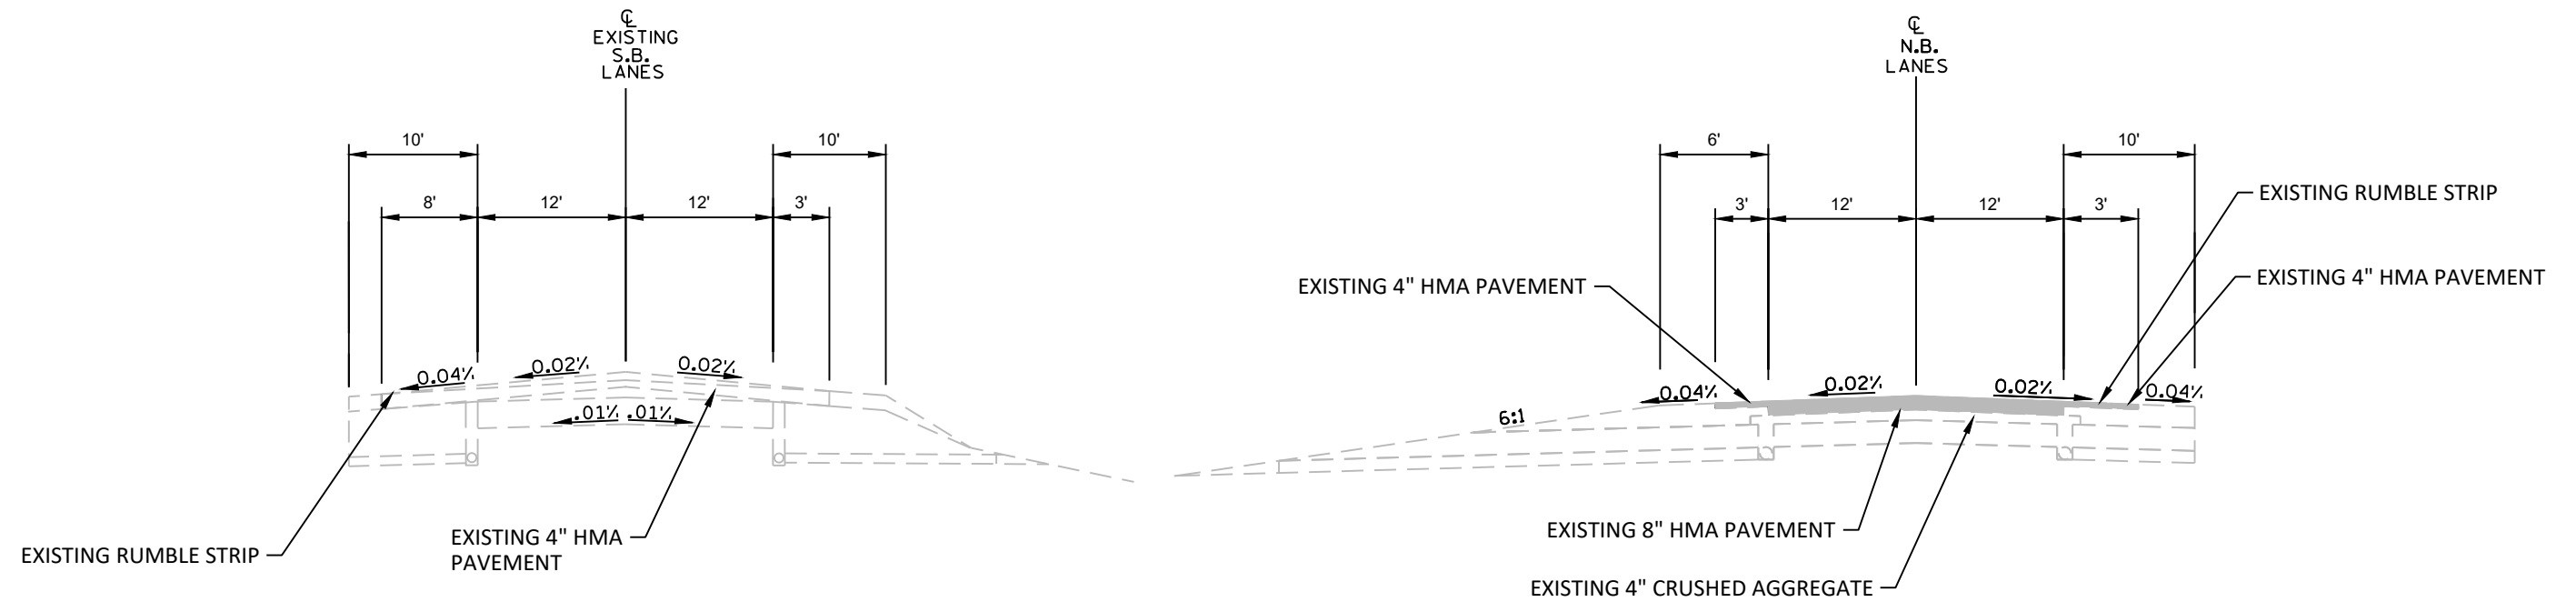 ℄
EXISTING
S.B.
LANES
℄
N.B.
LANES
10'
10'
6'
10'
8'
12'
12'
3'
3'
12'
12'
3'
EXISTING RUMBLE STRIP
EXISTING 4" HMA PAVEMENT
EXISTING 4" HMA PAVEMENT
0.04%
0.02%
0.02%
0.04%
0.02%
0.02%
0.04%
.01% .01%
6:1
EXISTING RUMBLE STRIP
EXISTING 4" HMA
PAVEMENT
EXISTING 8" HMA PAVEMENT
EXISTING 4" CRUSHED AGGREGATE